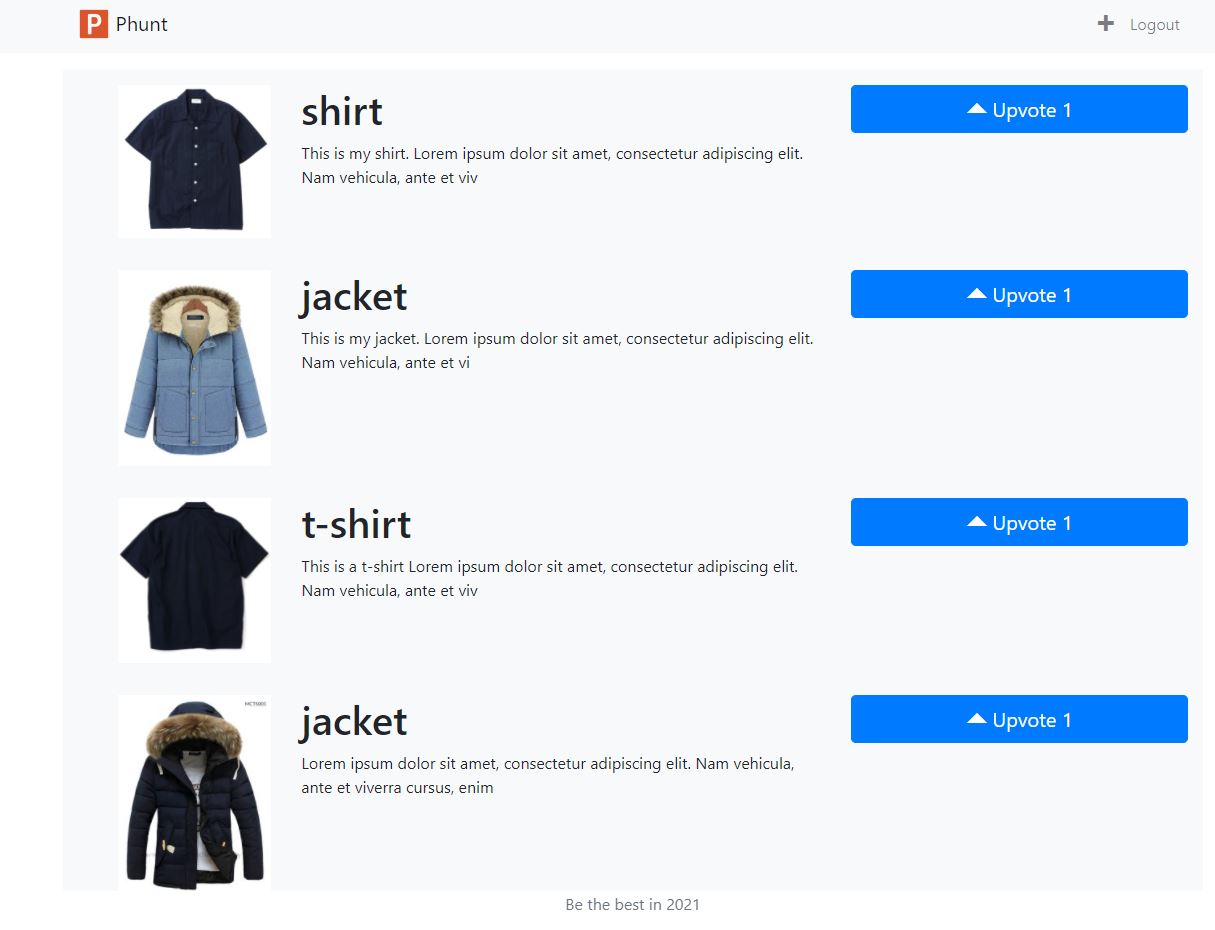 P Phunt
Logout
shirt
Upvote 1
This is my shirt. Lorem ipsum dolor sit amet, consectetur adipiscing elit.
Nam vehicula, ante et viv
jacket
Upvote 1
This is my jacket. Lorem ipsum dolor sit amet, consectetur adipiscing elit.
Nam vehicula, ante et vi
t-shirt
Upvote 1
This is a t-shirt Lorem ipsum dolor sit amet, consectetur adipiscing elit.
Nam vehicula, ante et viv
jacket
Upvote 1
Lorem ipsum dolor sit amet, consectetur adipiscing elit. Nam vehicula,
ante et viverra cursus, enim
Be the best in 2021